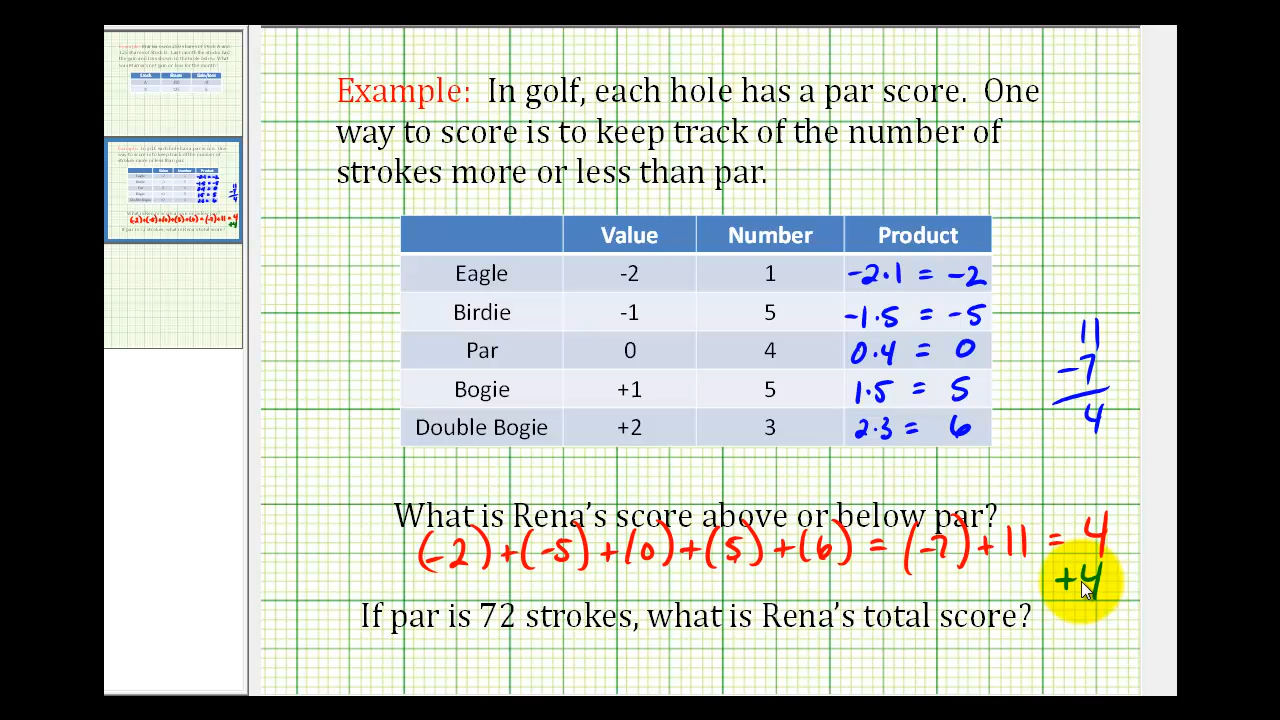 Example: In golf, each hole has a par score. One
way to score is to keep track of the number of
strokes more or less than par.
Value Number Product
Eagle -2 1 -2·1 = -2
Birdie -1 5 -1·5 = -5
Par 0 4 0·4 = 0
Bogie +1 5 1·5 = 5
Double Bogie +2 3 2·3 = 6
11
-7
4
What is Rena's score above or below par?
(-2) + (-5) + (0) + (5) + (6) = (-7) + 11 = 4
+4
If par is 72 strokes, what is Rena's total score?